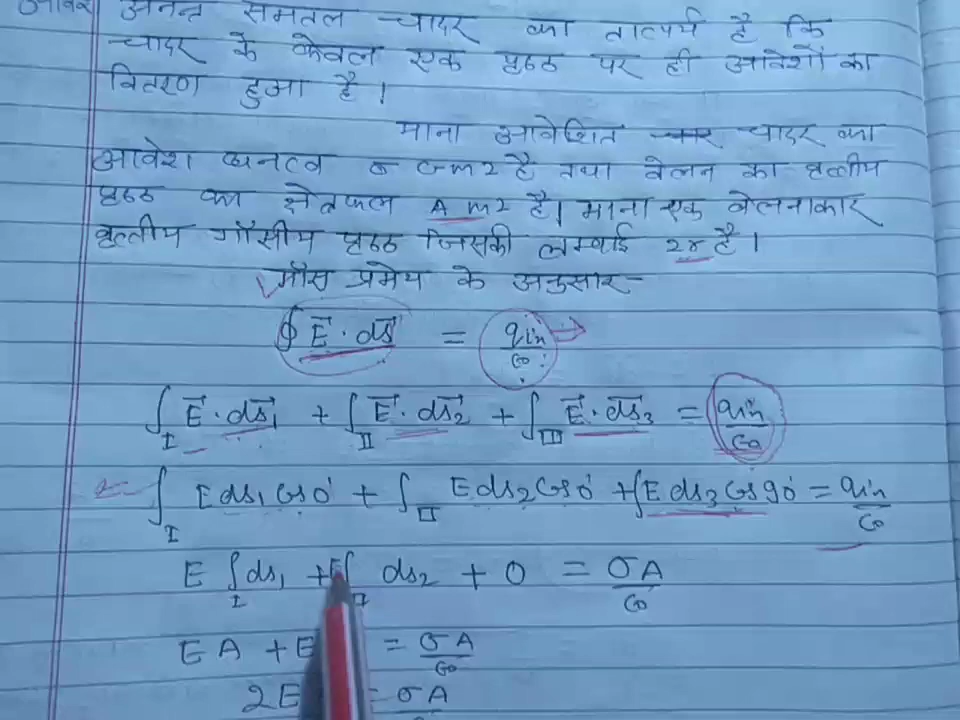 अनन्त समतल चादर का तात्पर्य है कि
चादर के केवल एक पृष्ठ पर ही आवेशों का
वितरण हुआ है।
माना आवेशित चादर का
आवेश घनत्व σ C-m2 है तथा बेलन का वृत्तीय
पृष्ठ का क्षेत्रफल A m2 है। माना एक बेलनाकार
वृत्तीय गॉसीय पृष्ठ जिसकी लम्बाई 2r है।
गॉस प्रमेय के अनुसार-
∮ E⃗ · ds⃗ = qin/ϵ0
∫I E⃗ · ds⃗1 + ∫II E⃗ · ds⃗2 + ∫III E⃗ · ds⃗3 = qin/ϵ0
= ∫I E ds1 Cos0° + ∫II E ds2 Cos0° + ∫ E ds3 Cos90° = qin/ϵ0
E ∫I ds1 + E∫ ds2 + 0 = σA/ϵ0
EA + E = σA/ϵ0
2E = σA